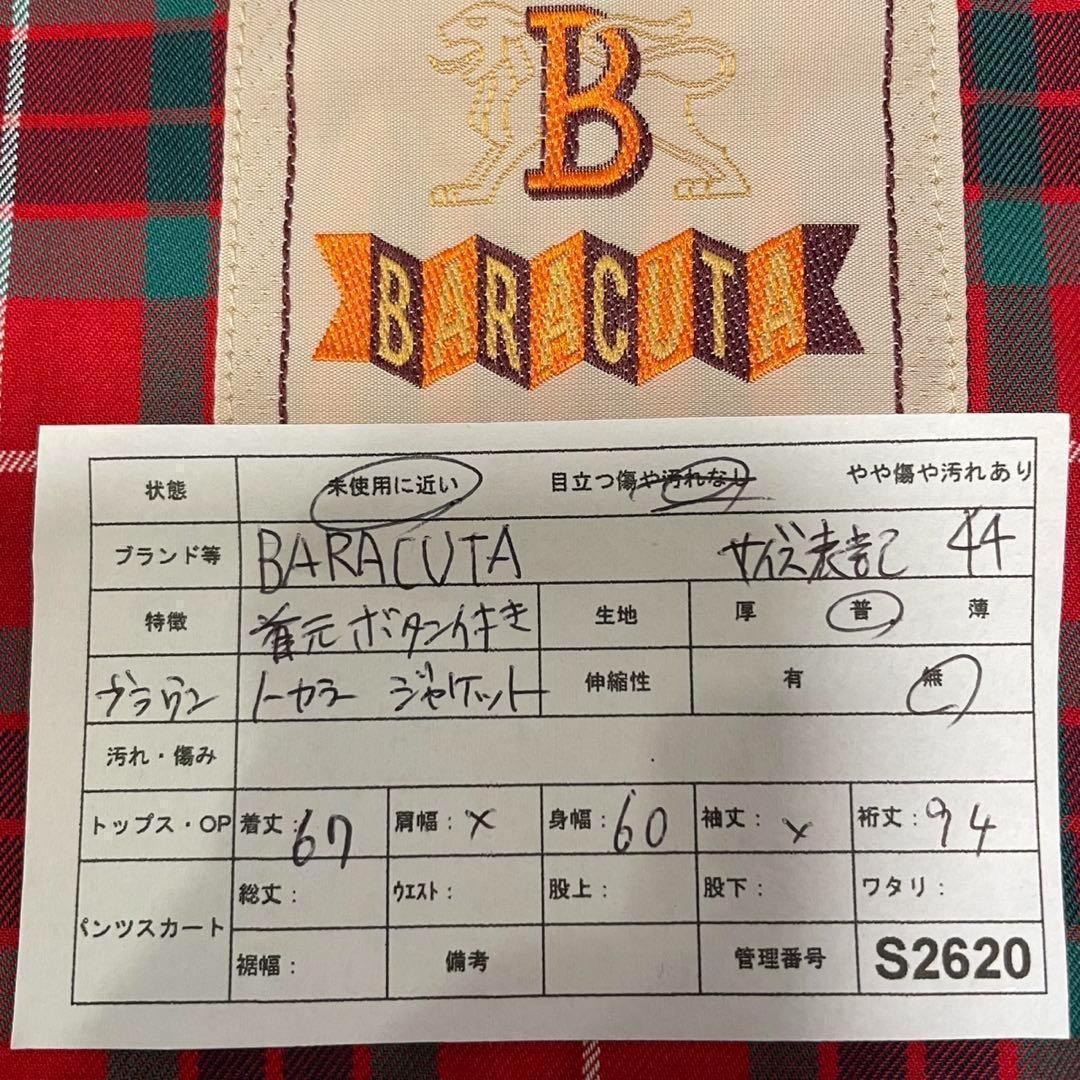 B
BARACUTA
状態 未使用に近い 目立つ傷や汚れなし やや傷や汚れあり
ブランド等 BARACUTA サイズ表記 44
特徴 首元ボタン付き 生地 厚 普 薄
ブラウン ノーカラー ジャケット 伸縮性 有 無
汚れ・傷み
トップス・OP 着丈:67 肩幅:× 身幅:60 袖丈:× 裄丈:94
パンツスカート 総丈: ウエスト: 股上: 股下: ワタリ:
裾幅: 備考 管理番号 S2620